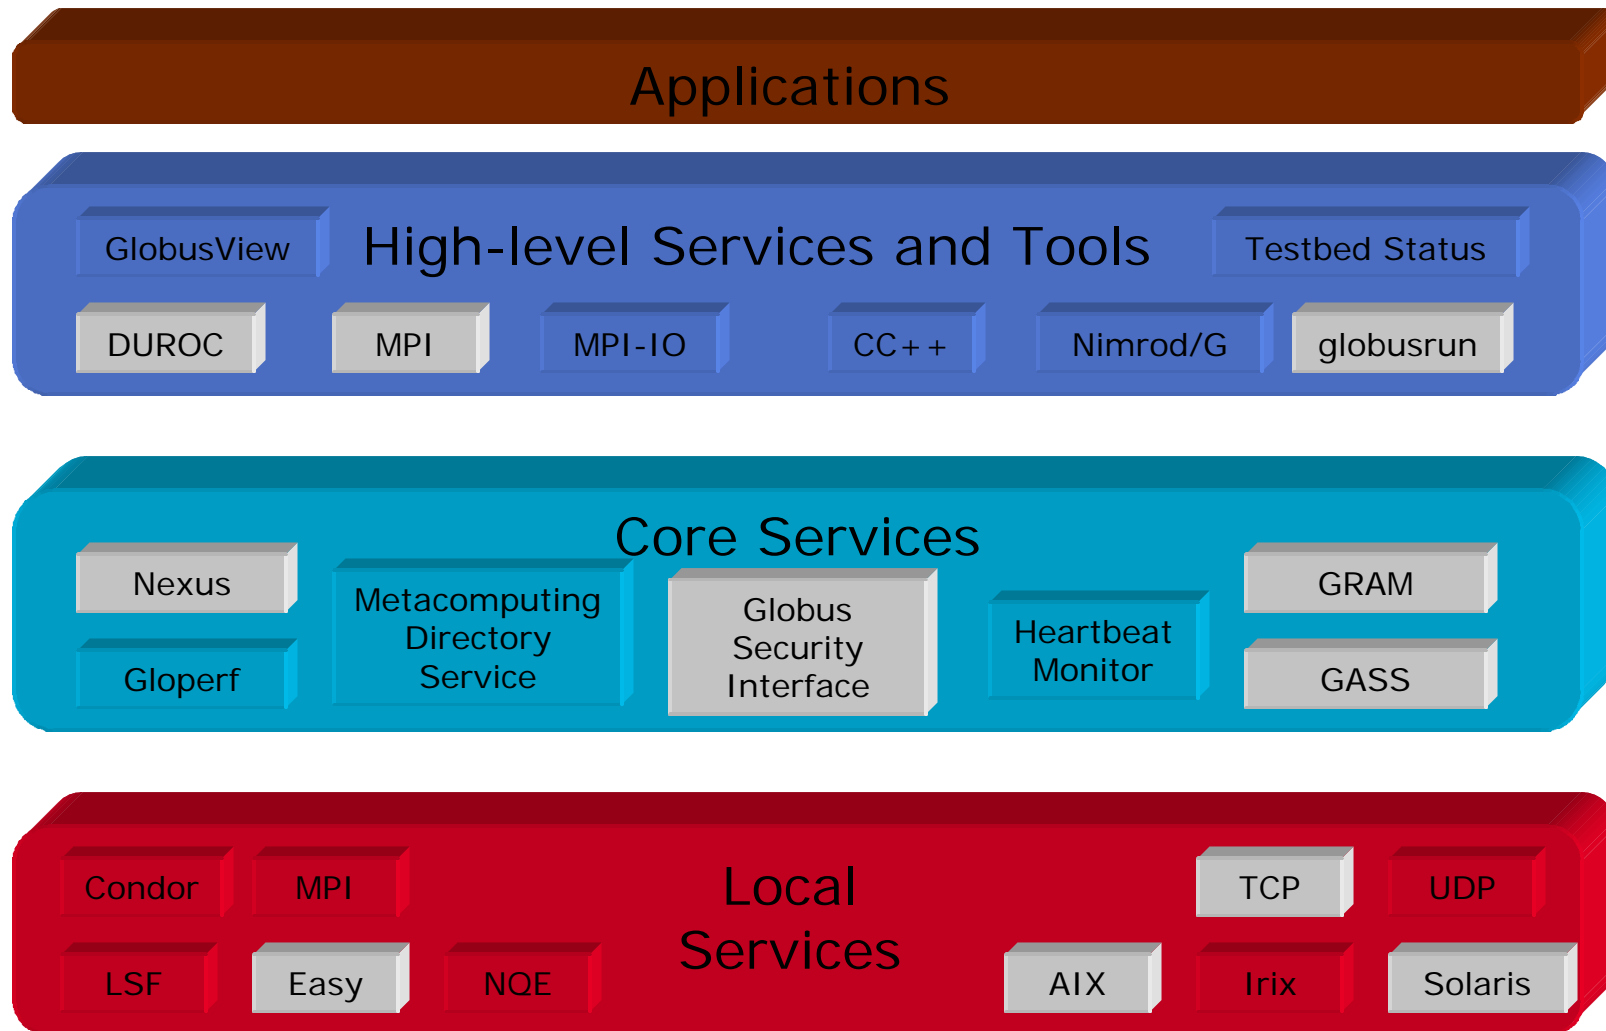 Applications
GlobusView
High-level Services and Tools
Testbed Status
DUROC
MPI
MPI-IO
CC++
Nimrod/G
globusrun
Core Services
Nexus
Gloperf
Metacomputing
Directory
Service
Globus
Security
Interface
Heartbeat
Monitor
GRAM
GASS
Local
Services
Condor
MPI
TCP
UDP
LSF
Easy
NQE
AIX
Irix
Solaris